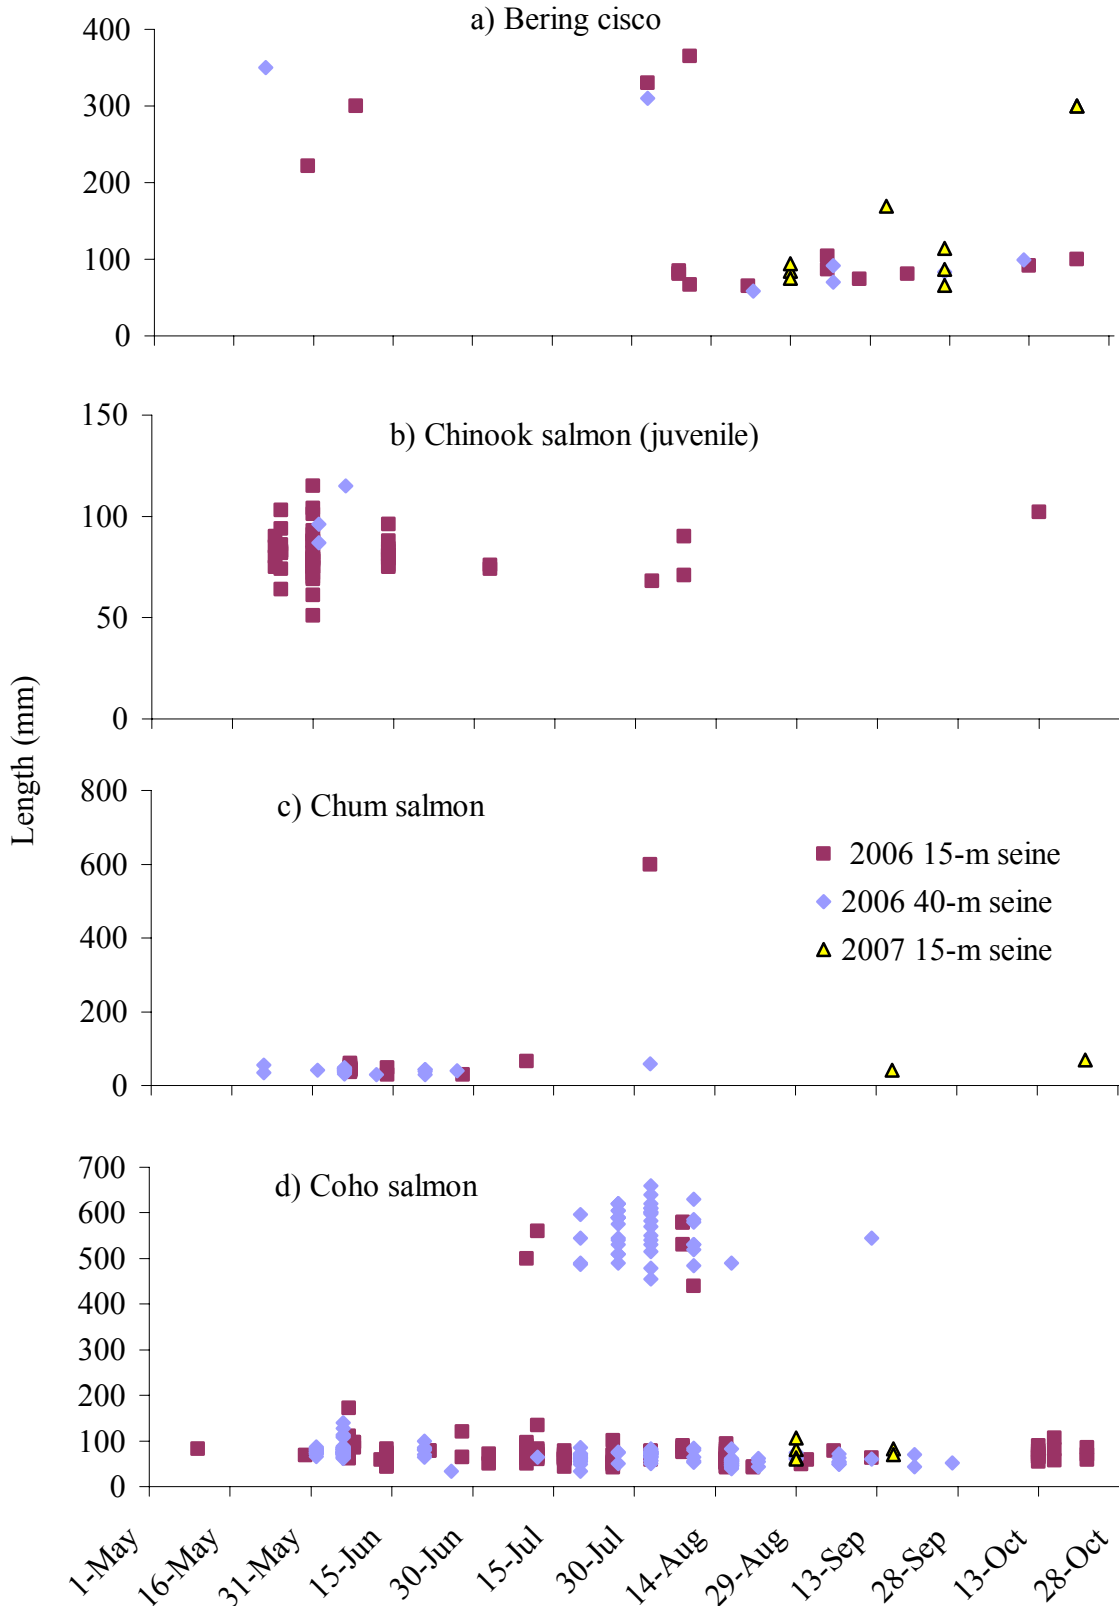 a) Bering cisco
400
300
200
100
0
b) Chinook salmon (juvenile)
150
100
50
0
Length (mm)
c) Chum salmon
800
600
400
200
0
2006 15-m seine
2006 40-m seine
2007 15-m seine
d) Coho salmon
700
600
500
400
300
200
100
0
1-May
16-May
31-May
15-Jun
30-Jun
15-Jul
30-Jul
14-Aug
29-Aug
13-Sep
28-Sep
13-Oct
28-Oct